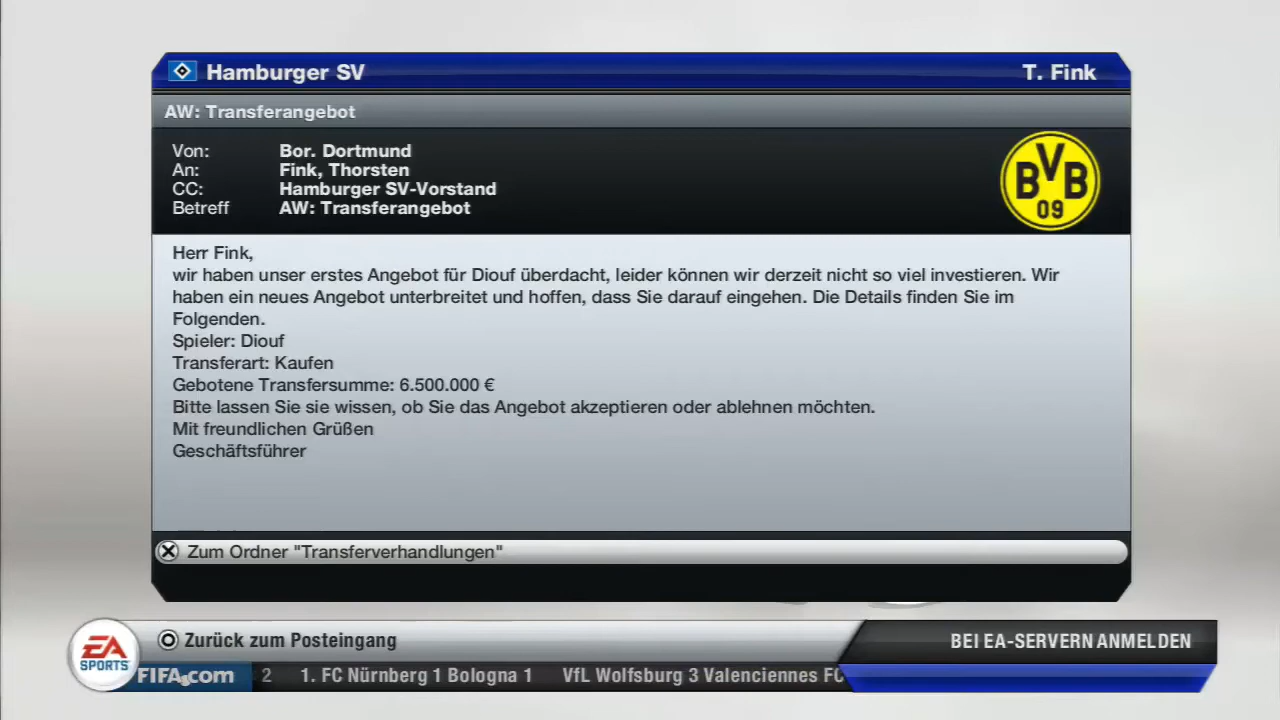 Hamburger SV T. Fink
AW: Transferangebot
Von: Bor. Dortmund
An: Fink, Thorsten
CC: Hamburger SV-Vorstand
Betreff AW: Transferangebot
BVB
09
Herr Fink,
wir haben unser erstes Angebot für Diouf überdacht, leider können wir derzeit nicht so viel investieren. Wir
haben ein neues Angebot unterbreitet und hoffen, dass Sie darauf eingehen. Die Details finden Sie im
Folgenden.
Spieler: Diouf
Transferart: Kaufen
Gebotene Transfersumme: 6.500.000 €
Bitte lassen Sie sie wissen, ob Sie das Angebot akzeptieren oder ablehnen möchten.
Mit freundlichen Grüßen
Geschäftsführer
Zum Ordner "Transferverhandlungen"
Zurück zum Posteingang
BEI EA-SERVERN ANMELDEN
EA
SPORTS
FIFA.com 2 1. FC Nürnberg 1 Bologna 1 VfL Wolfsburg 3 Valenciennes FC